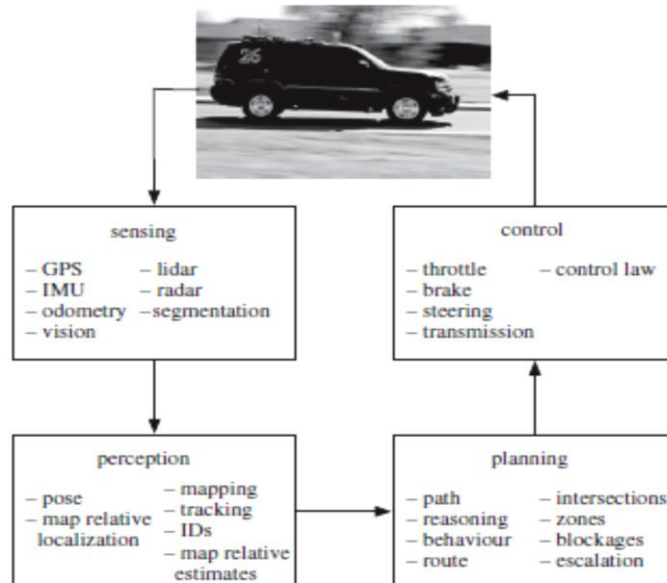 26
sensing
– GPS
– IMU
– odometry
– vision
– lidar
– radar
–segmentation
control
– throttle
– brake
– steering
– transmission
– control law
perception
– pose
– map relative
localization
– mapping
– tracking
– IDs
– map relative
estimates
planning
– path
– reasoning
– behaviour
– route
– intersections
– zones
– blockages
– escalation